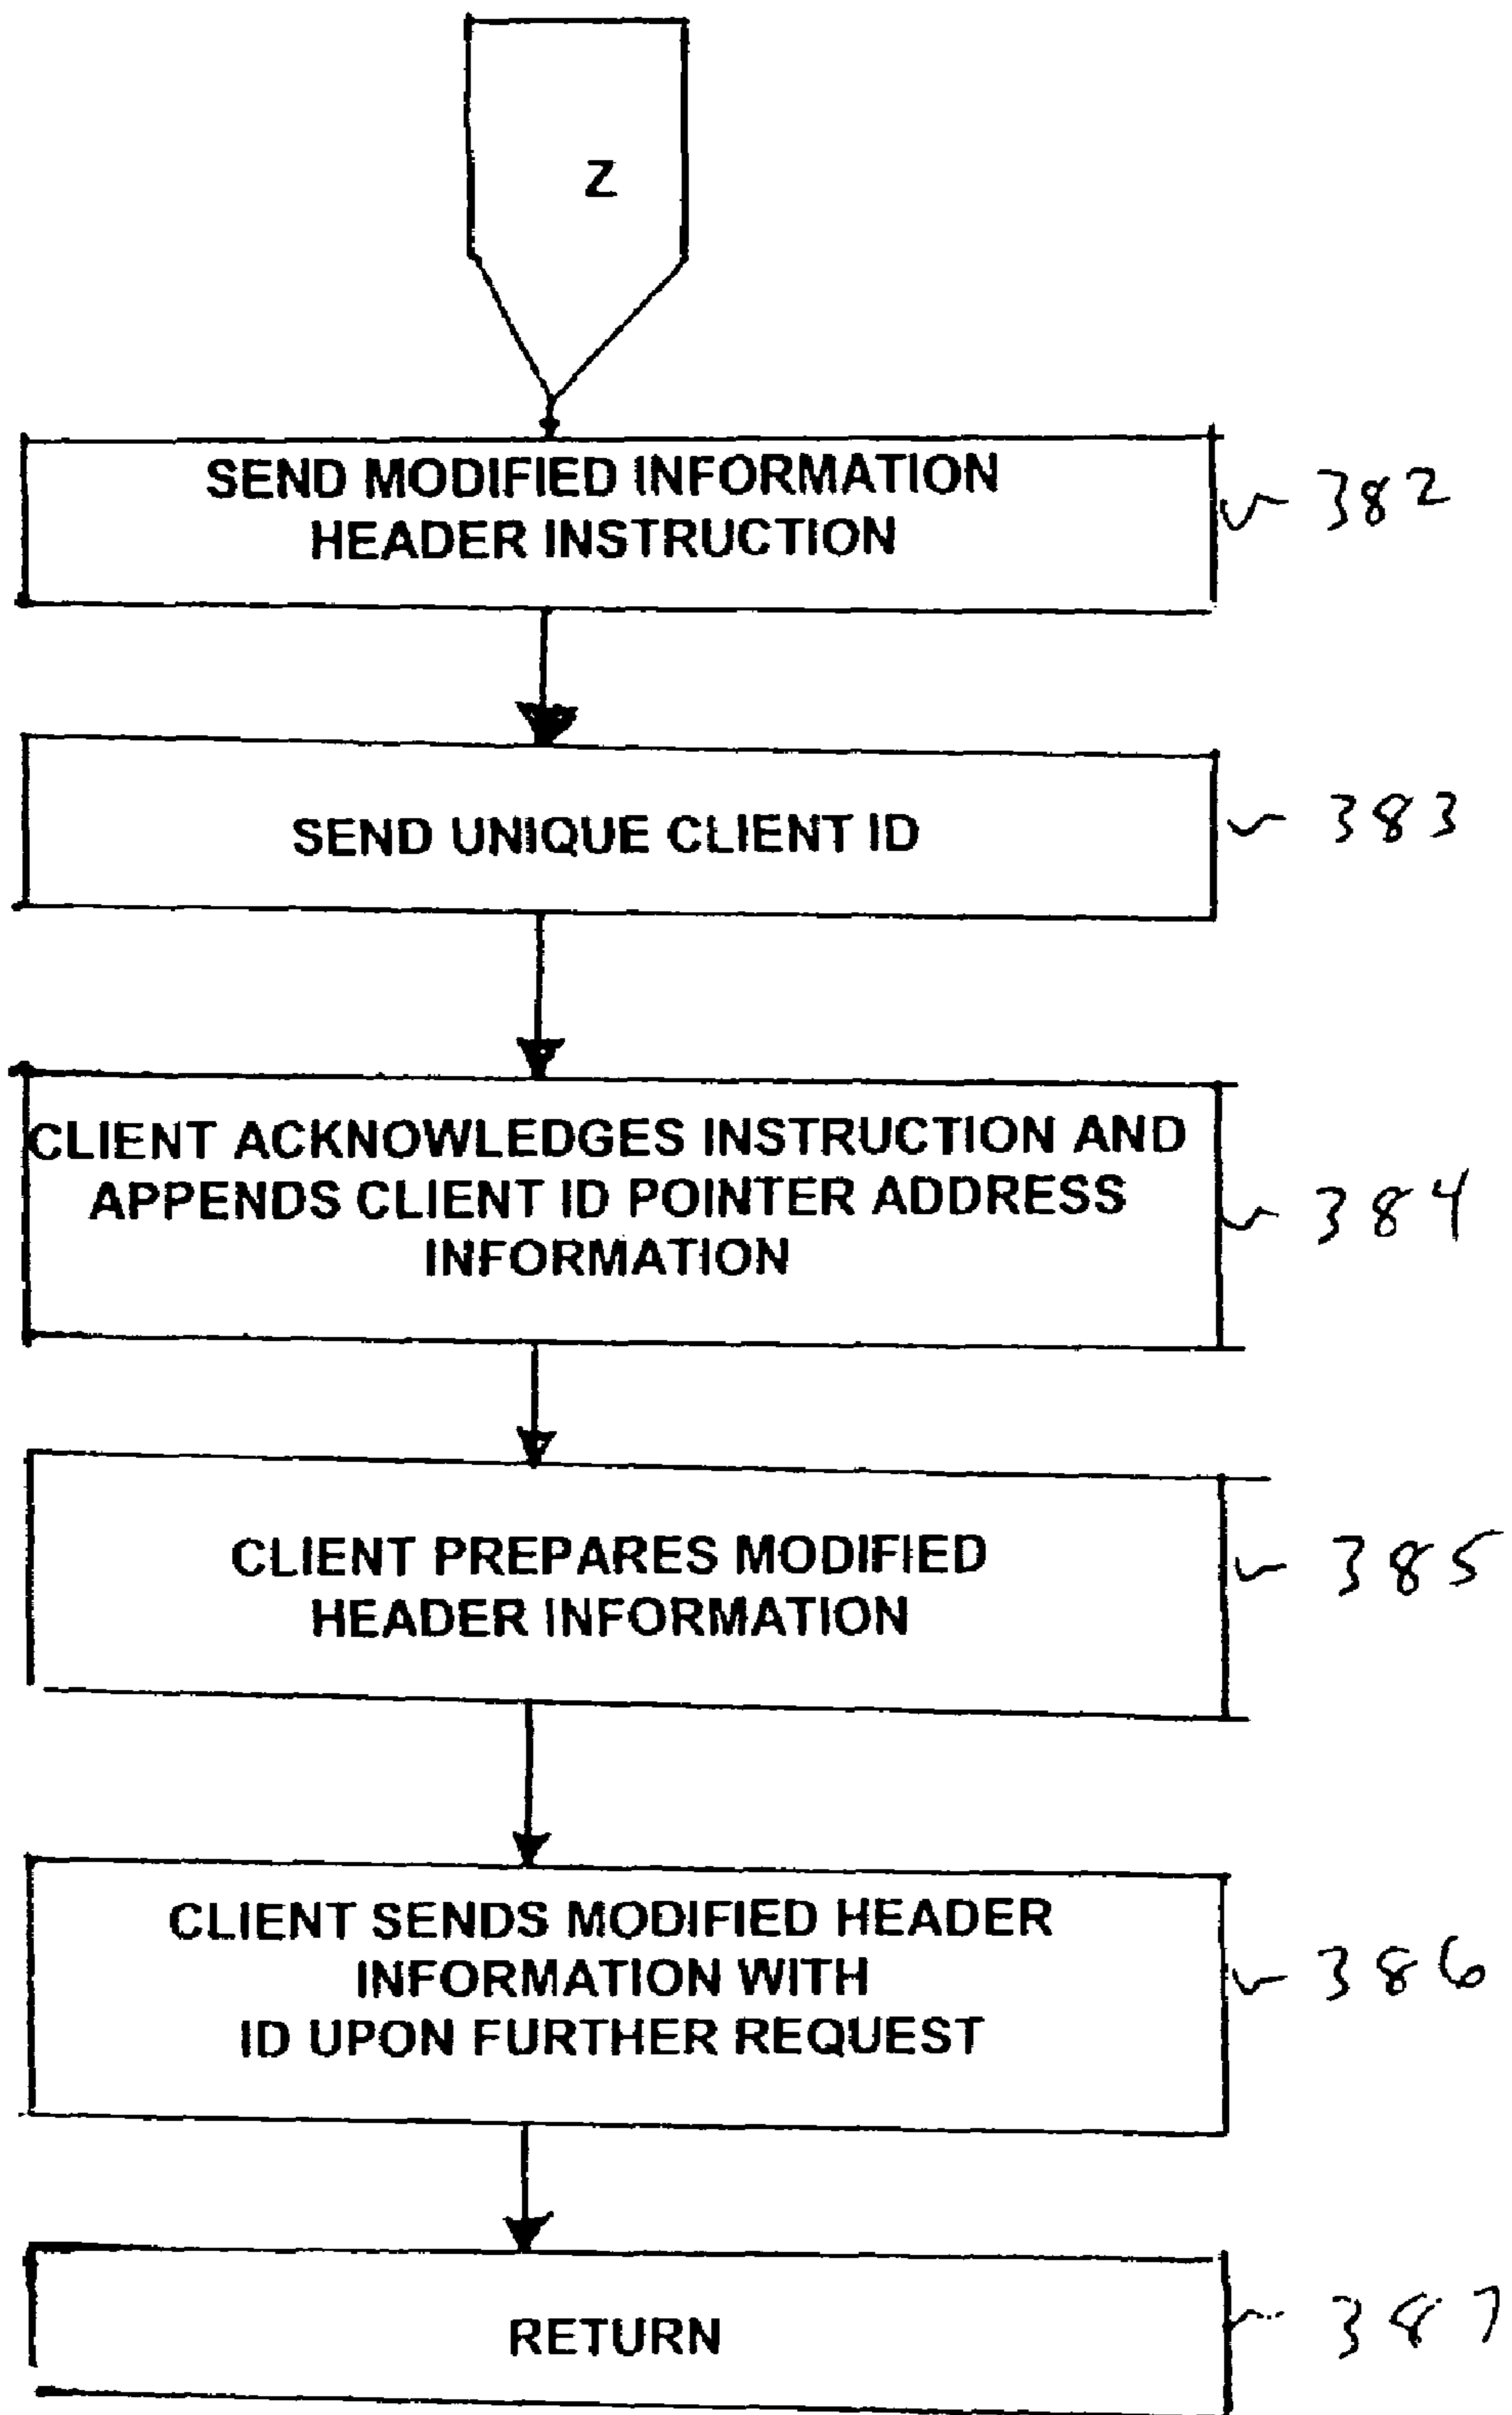 Z
SEND MODIFIED INFORMATION
HEADER INSTRUCTION
382
SEND UNIQUE CLIENT ID
383
CLIENT ACKNOWLEDGES INSTRUCTION AND
APPENDS CLIENT ID POINTER ADDRESS
INFORMATION
384
CLIENT PREPARES MODIFIED
HEADER INFORMATION
385
CLIENT SENDS MODIFIED HEADER
INFORMATION WITH
ID UPON FURTHER REQUEST
386
RETURN
387